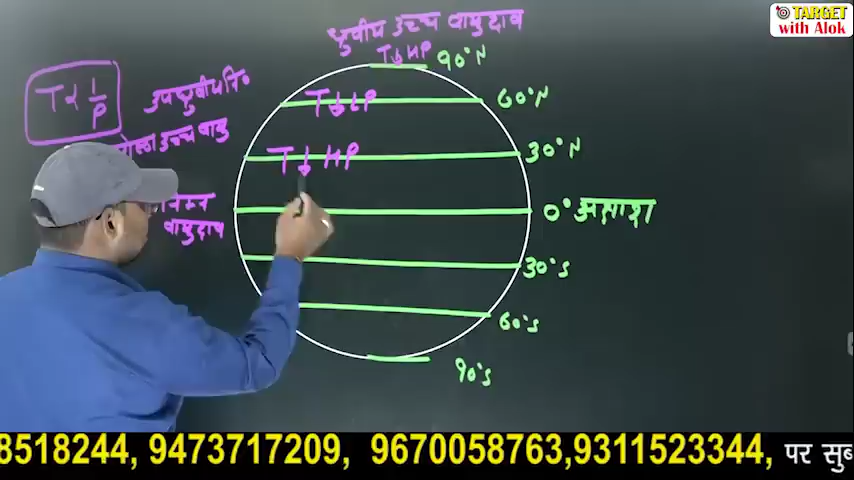 TARGET
with Alok
ध्रुवीय उच्च वायुदाब
T↓ HP 90°N
T ∝ 1/P
T↓ LP 60°N
उच्च वायु
T↓ HP 30°N
0° अक्षांश
वायुदाब
30°S
60°S
90°S
8518244, 9473717209, 9670058763,9311523344, पर सुब